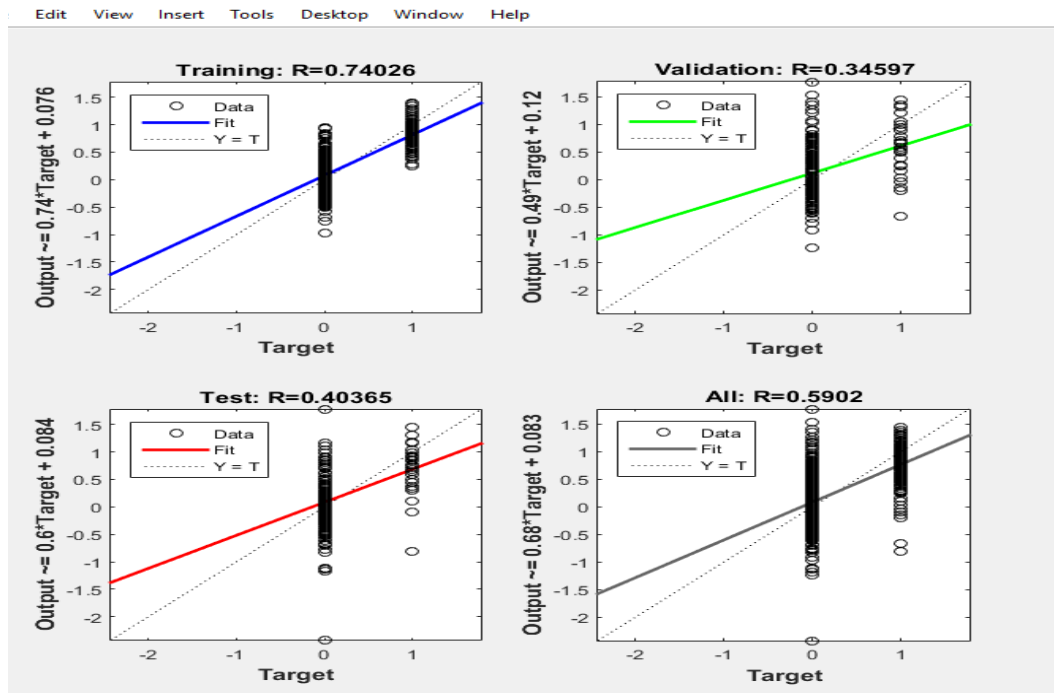 Edit View Insert Tools Desktop Window Help
Training: R=0.74026
Output ~= 0.74*Target + 0.076
1.5
1
0.5
0
-0.5
-1
-1.5
-2
Data
Fit
Y = T
-2 -1 0 1
Target
Validation: R=0.34597
Output ~= 0.49*Target + 0.12
1.5
1
0.5
0
-0.5
-1
-1.5
-2
Data
Fit
Y = T
-2 -1 0 1
Target
Test: R=0.40365
Output ~= 0.6*Target + 0.084
1.5
1
0.5
0
-0.5
-1
-1.5
-2
Data
Fit
Y = T
-2 -1 0 1
Target
All: R=0.5902
Output ~= 0.68*Target + 0.083
1.5
1
0.5
0
-0.5
-1
-1.5
-2
Data
Fit
Y = T
-2 -1 0 1
Target